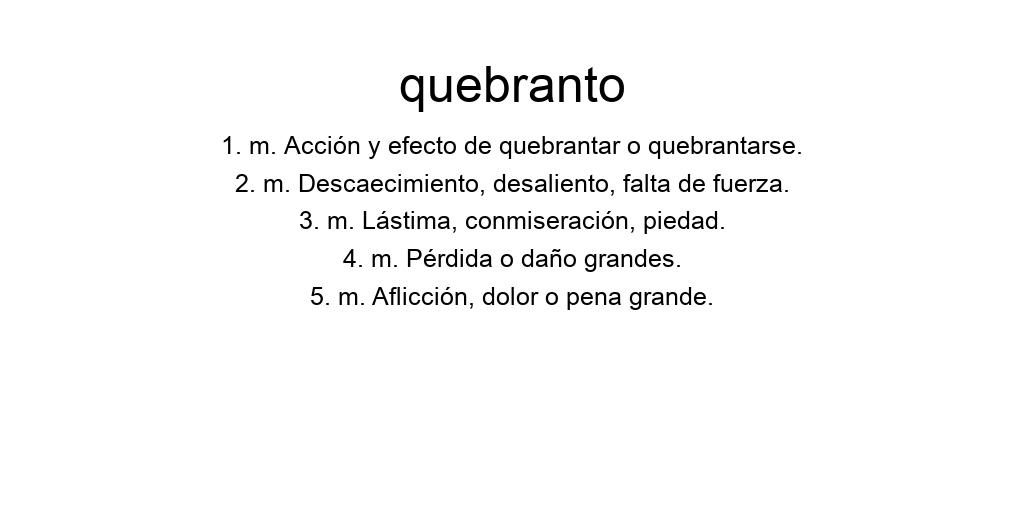 quebranto
1. m. Acción y efecto de quebrantar o quebrantarse.
2. m. Descaecimiento, desaliento, falta de fuerza.
3. m. Lástima, conmiseración, piedad.
4. m. Pérdida o daño grandes.
5. m. Aflicción, dolor o pena grande.